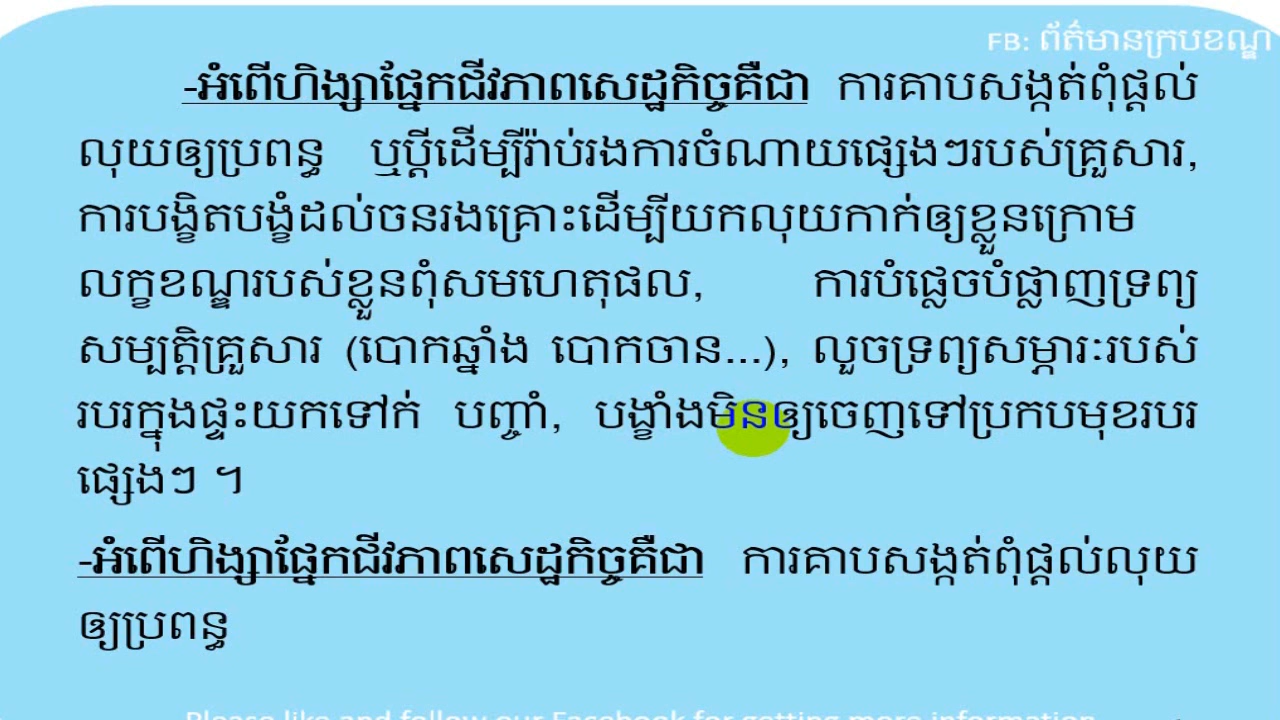 FB: ព័ត៌មានក្របខណ្ឌ
-អំពើហិង្សាផ្នែកជីវភាពសេដ្ឋកិច្ចគឺជា ការគាបសង្កត់ពុំផ្តល់
លុយឲ្យប្រពន្ធ ឬប្តីដើម្បីរ៉ាប់រងការចំណាយផ្សេងៗរបស់គ្រួសារ,
ការបង្ខិតបង្ខំដល់ចនរងគ្រោះដើម្បីយកលុយកាក់ឲ្យខ្លួនក្រោម
លក្ខខណ្ឌរបស់ខ្លួនពុំសមហេតុផល, ការបំផ្លេចបំផ្លាញទ្រព្យ
សម្បត្តិគ្រួសារ (បោកឆ្នាំង បោកចាន...), លួចទ្រព្យសម្ភារៈរបស់
របរក្នុងផ្ទះយកទៅក់ បញ្ចាំ, បង្ខាំងមិនឲ្យចេញទៅប្រកបមុខរបរ
ផ្សេងៗ ។
-អំពើហិង្សាផ្នែកជីវភាពសេដ្ឋកិច្ចគឺជា ការគាបសង្កត់ពុំផ្តល់លុយ
ឲ្យប្រពន្ធ
Please like and follow our Facebook for getting more information